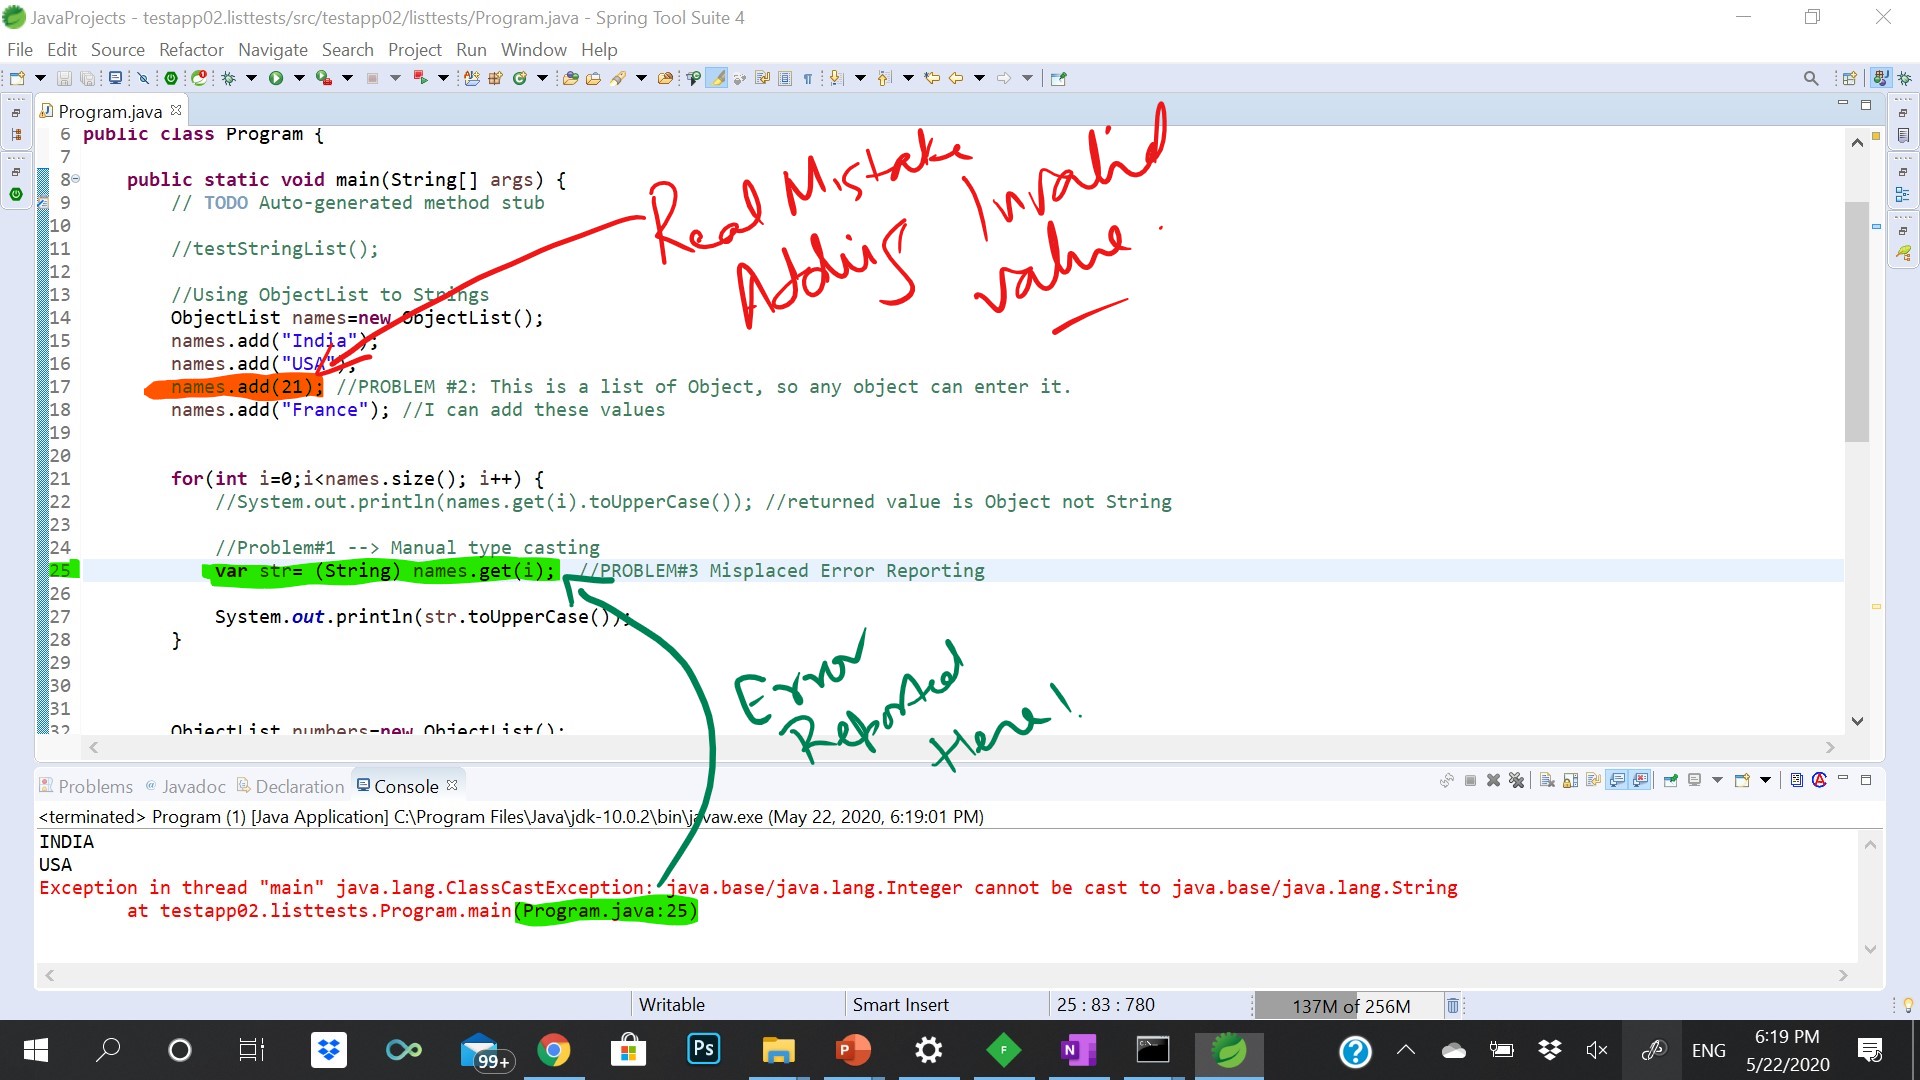 JavaProjects - testapp02.listtests/src/testapp02/listtests/Program.java - Spring Tool Suite 4
File Edit Source Refactor Navigate Search Project Run Window Help
Program.java
6 public class Program {
7
8 public static void main(String[] args) {
9 // TODO Auto-generated method stub
10
11 //testStringList();
12
13 //Using ObjectList to Strings
14 ObjectList names=new ObjectList();
15 names.add("India");
16 names.add("USA");
17 names.add(21); //PROBLEM #2: This is a list of Object, so any object can enter it.
18 names.add("France"); //I can add these values
19
20
21 for(int i=0;i<names.size(); i++) {
22 //System.out.println(names.get(i).toUpperCase()); //returned value is Object not String
23
24 //Problem#1 --> Manual type casting
25 var str= (String) names.get(i); //PROBLEM#3 Misplaced Error Reporting
26
27 System.out.println(str.toUpperCase());
28 }
29
30
31
32 ObjectList numbers=new ObjectList();
Real Mistake
Adding Invalid
value.
Error
Reported
Here!
Problems Javadoc Declaration Console
<terminated> Program (1) [Java Application] C:\Program Files\Java\jdk-10.0.2\bin\javaw.exe (May 22, 2020, 6:19:01 PM)
INDIA
USA
Exception in thread "main" java.lang.ClassCastException: java.base/java.lang.Integer cannot be cast to java.base/java.lang.String
at testapp02.listtests.Program.main(Program.java:25)
Writable Smart Insert 25 : 83 : 780 137M of 256M
99+ Ps P F N ENG 6:19 PM
5/22/2020